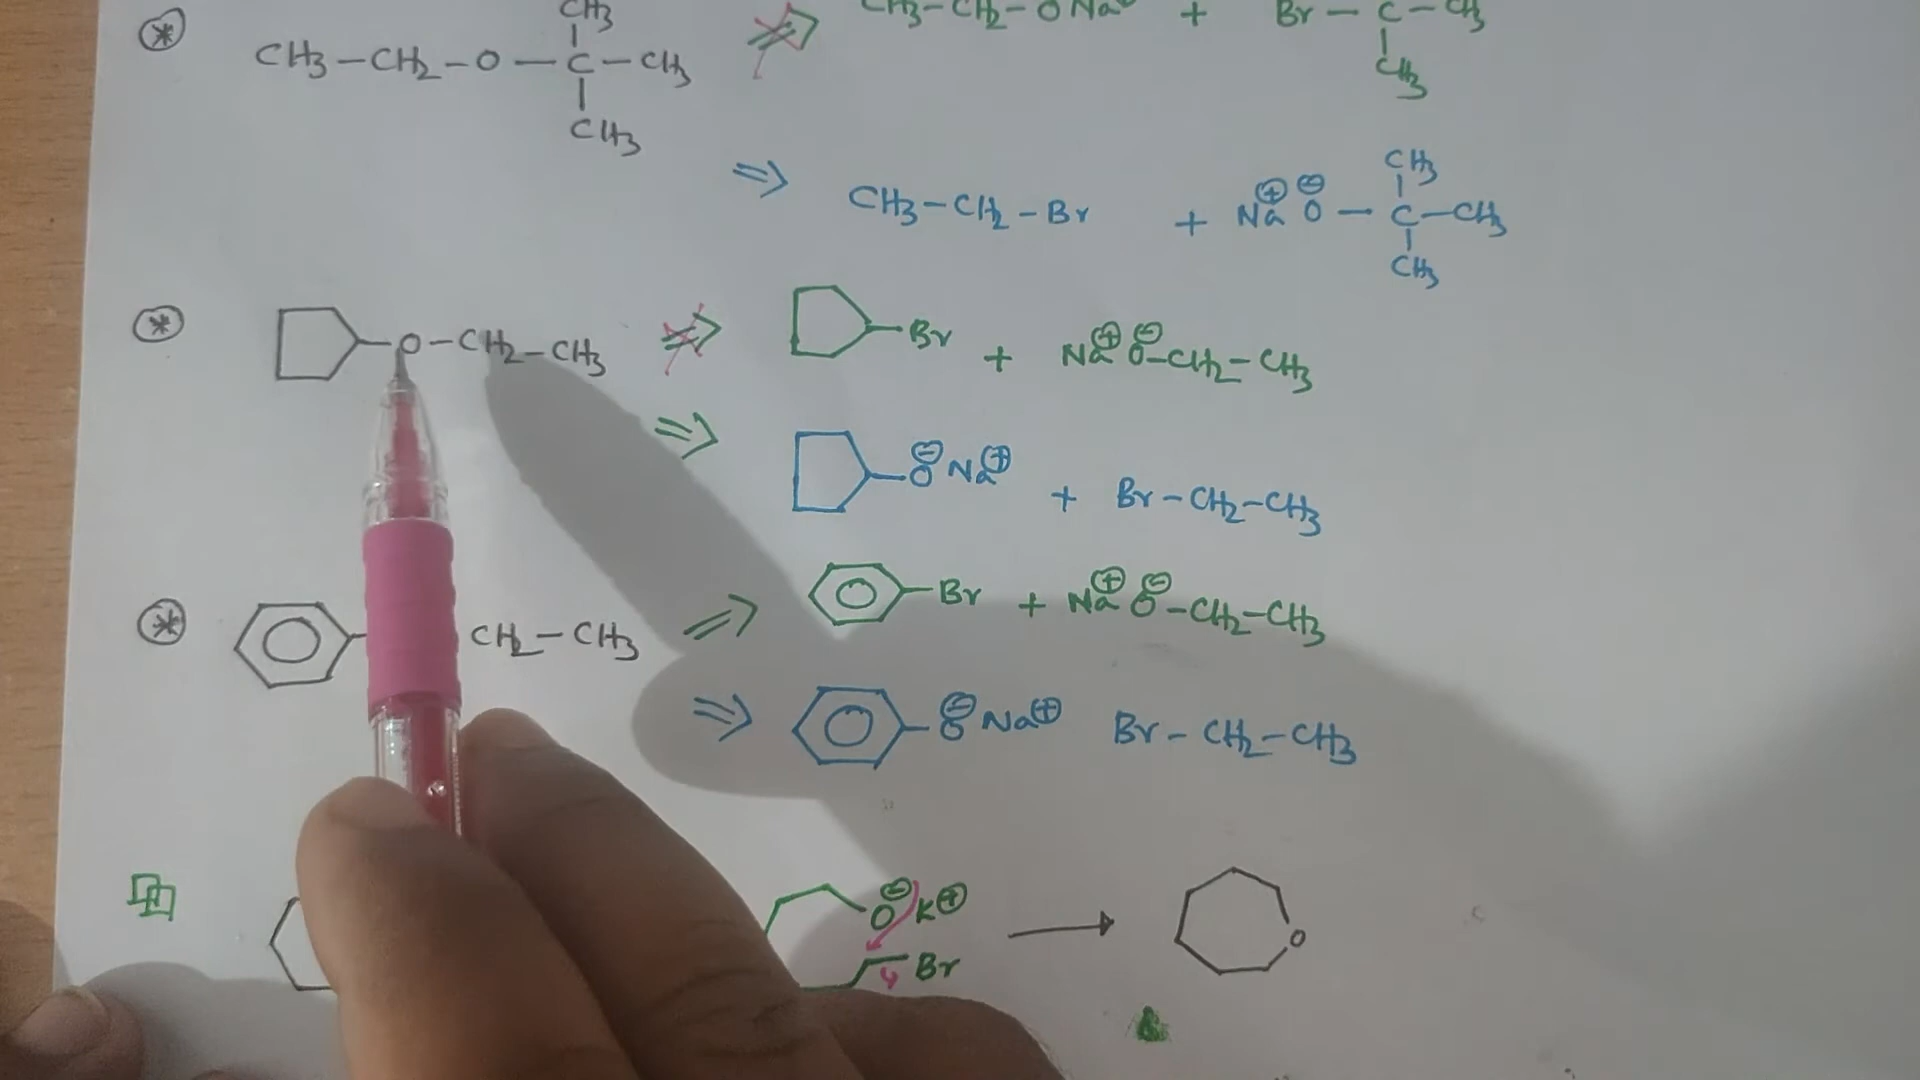 CH3
CH3-CH2-O Na + Br-C-CH3
CH3-CH2-O-C-CH3
CH3
CH3
CH3
CH3-CH2-Br + Na⊕ ⊖O-C-CH3
CH3
O-CH2-CH3
Br + Na⊕ ⊖O-CH2-CH3
O⊖ Na⊕ + Br-CH2-CH3
Br + Na⊕ ⊖O-CH2-CH3
CH2-CH3
O⊖ Na⊕ Br-CH2-CH3
O⊖ K⊕
O
Br